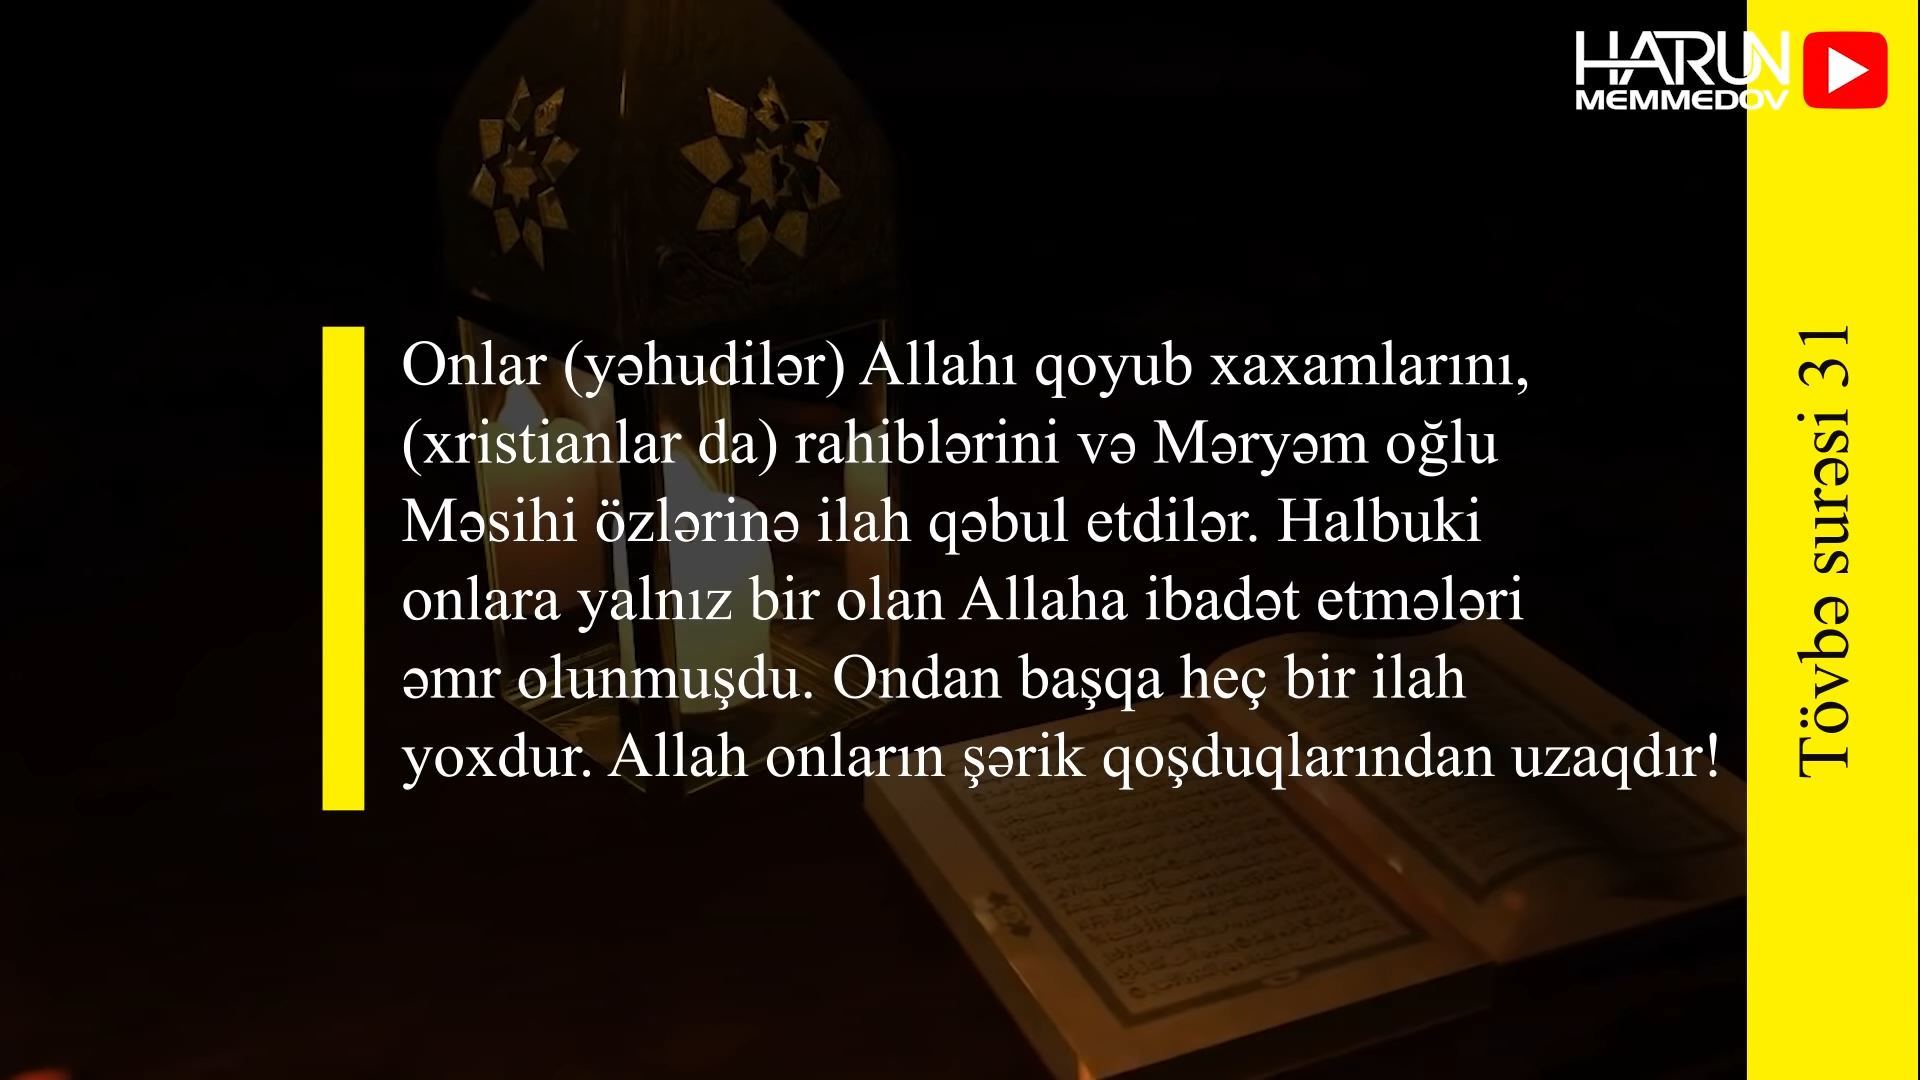 HARUN
MEMMEDOV
Onlar (yəhudilər) Allahı qoyub xaxamlarını,
(xristianlar da) rahiblərini və Məryəm oğlu
Məsihi özlərinə ilah qəbul etdilər. Halbuki
onlara yalnız bir olan Allaha ibadət etmələri
əmr olunmuşdu. Ondan başqa heç bir ilah
yoxdur. Allah onların şərik qoşduqlarından uzaqdır!
Tövbə surəsi 31